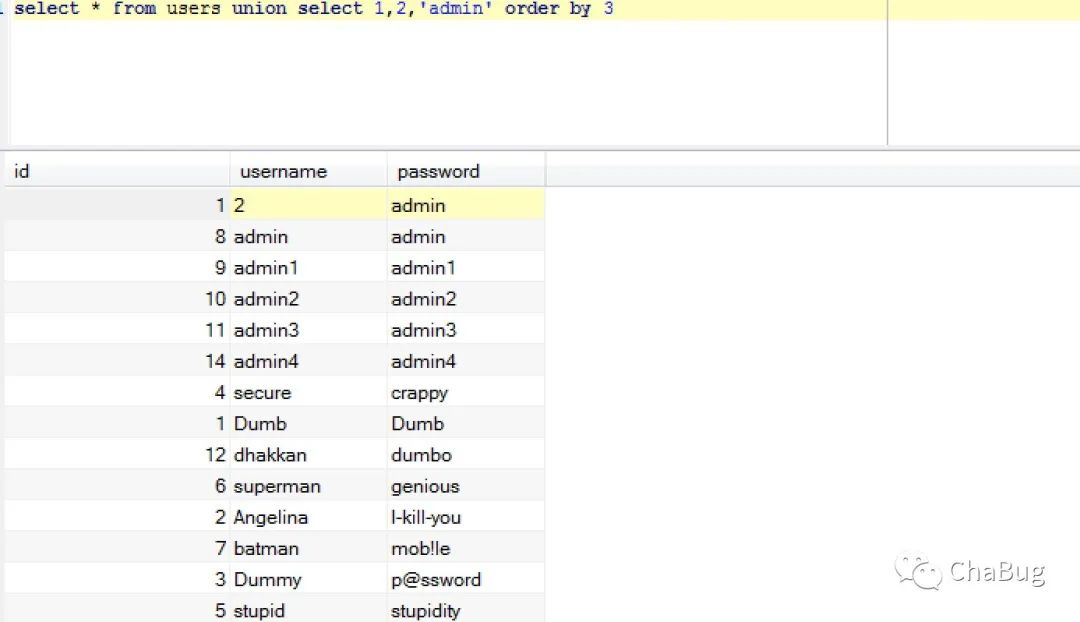 select * from users union select 1,2,'admin' order by 3
id username password
1 2 admin
8 admin admin
9 admin1 admin1
10 admin2 admin2
11 admin3 admin3
14 admin4 admin4
4 secure crappy
1 Dumb Dumb
12 dhakkan dumbo
6 superman genious
2 Angelina I-kill-you
7 batman mob!le
3 Dummy p@ssword
5 stupid stupidity
ChaBug